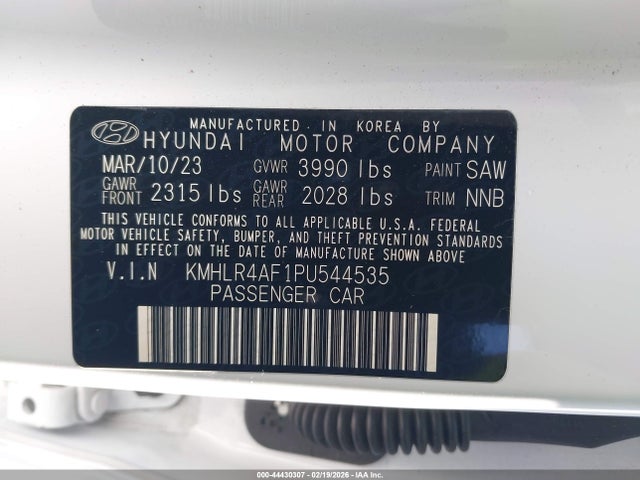 MANUFACTURED IN KOREA BY
HYUNDAI MOTOR COMPANY
MAR/10/23 GVWR 3990 lbs PAINT SAW
GAWR FRONT 2315 lbs GAWR REAR 2028 lbs TRIM NNB
THIS VEHICLE CONFORMS TO ALL APPLICABLE U.S.A. FEDERAL
MOTOR VEHICLE SAFETY, BUMPER, AND THEFT PREVENTION STANDARDS
IN EFFECT ON THE DATE OF MANUFACTURE SHOWN ABOVE.
V.I.N KMHLR4AF1PU544535
PASSENGER CAR
000-44430307 - 02/19/2026 - IAA Inc.